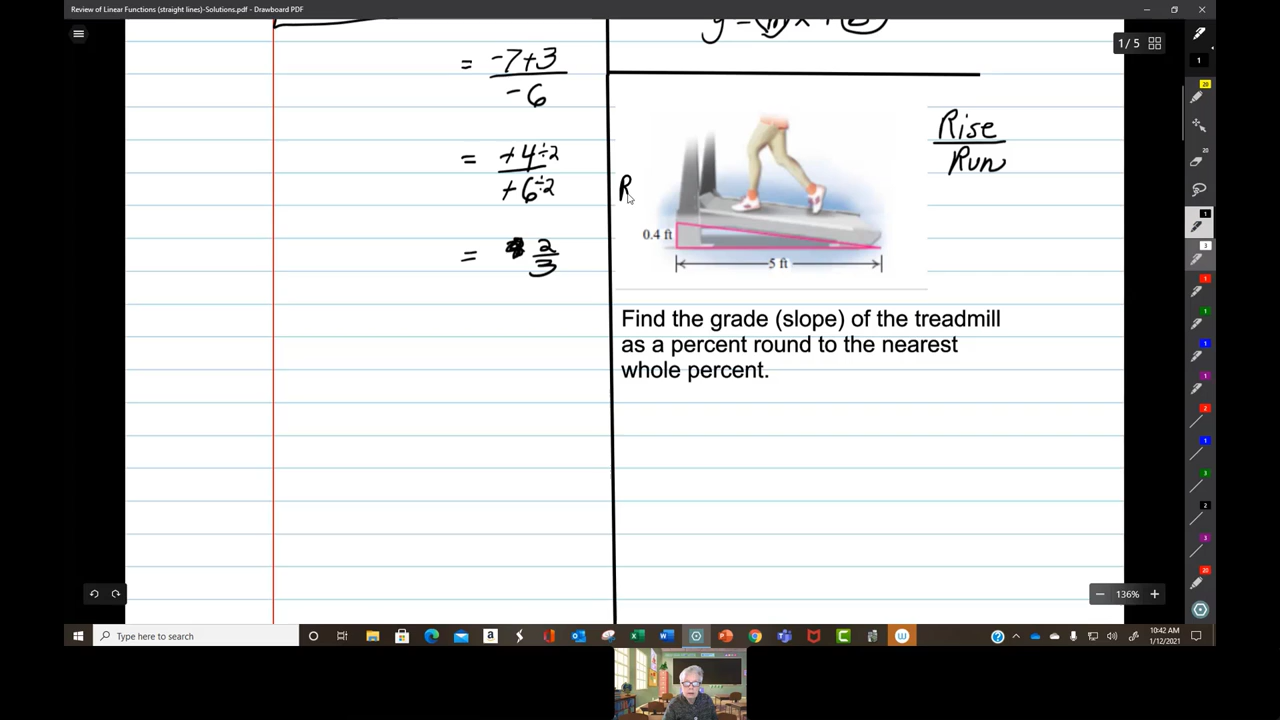 Review of Linear Functions (straight lines)-Solutions.pdf - Drawboard PDF
1 / 5
= -7+3
-6
= +4÷2
+6÷2
= 2
3
Rise
Run
R
0.4 ft
5 ft
Find the grade (slope) of the treadmill
as a percent round to the nearest
whole percent.
136%
Type here to search
10:42 AM
1/12/2021